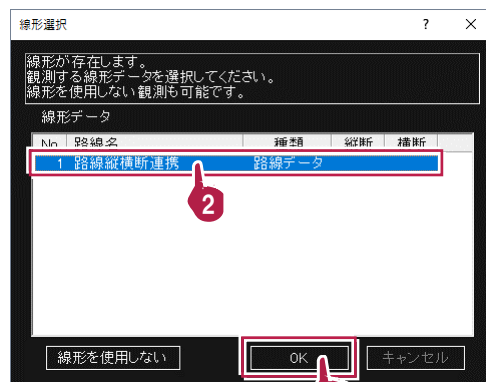 線形選択 ? ×
線形が存在します。
観測する線形データを選択してください。
線形を使用しない観測も可能です。
線形データ
No 路線名 種類 縦断 横断
1 路線縦横断連携 路線データ
2
線形を使用しない OK キャンセル